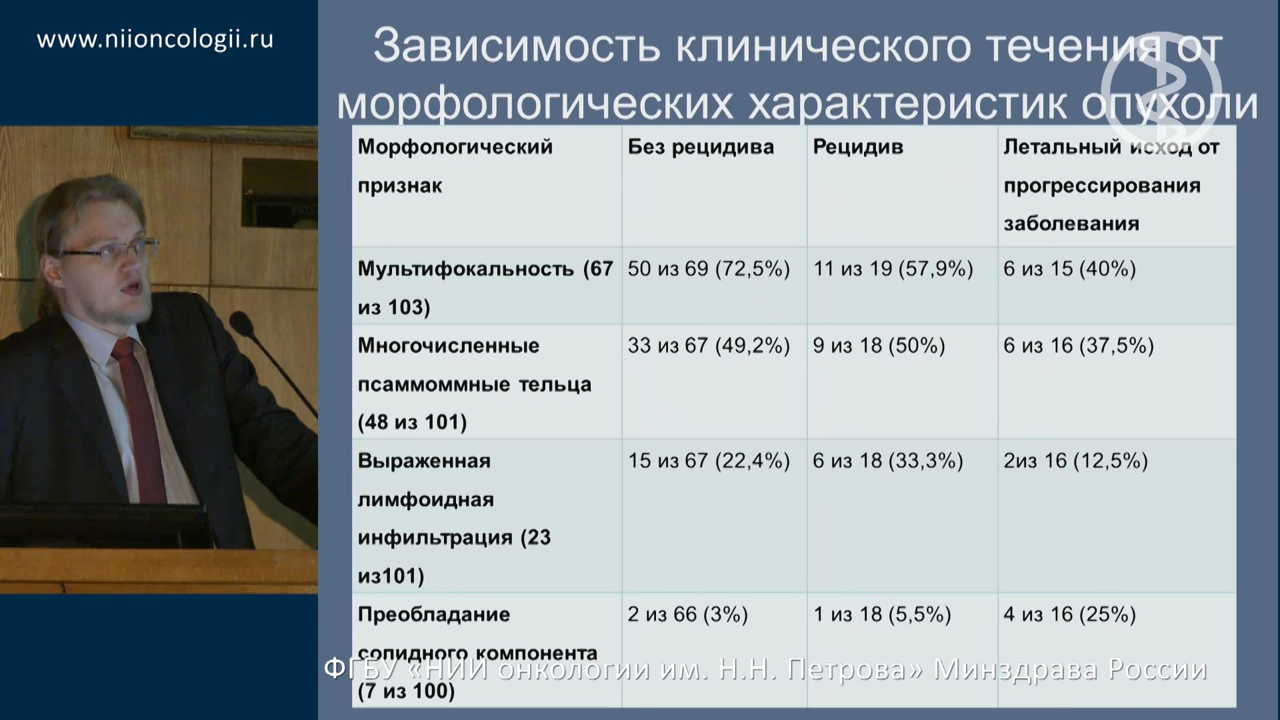 www.niioncologii.ru
Зависимость клинического течения от
морфологических характеристик опухоли
Морфологический
признак
Без рецидива
Рецидив
Летальный исход от
прогрессирования
заболевания
Мультифокальность (67
из 103)
50 из 69 (72,5%)
11 из 19 (57,9%)
6 из 15 (40%)
Многочисленные
псаммоммные тельца
(48 из 101)
33 из 67 (49,2%)
9 из 18 (50%)
6 из 16 (37,5%)
Выраженная
лимфоидная
инфильтрация (23
из101)
15 из 67 (22,4%)
6 из 18 (33,3%)
2из 16 (12,5%)
Преобладание
сопидного компонента
(7 из 100)
2 из 66 (3%)
1 из 18 (5,5%)
4 из 16 (25%)
ФГБУ «НИИ онкологии им. Н.Н. Петрова» Минздрава России